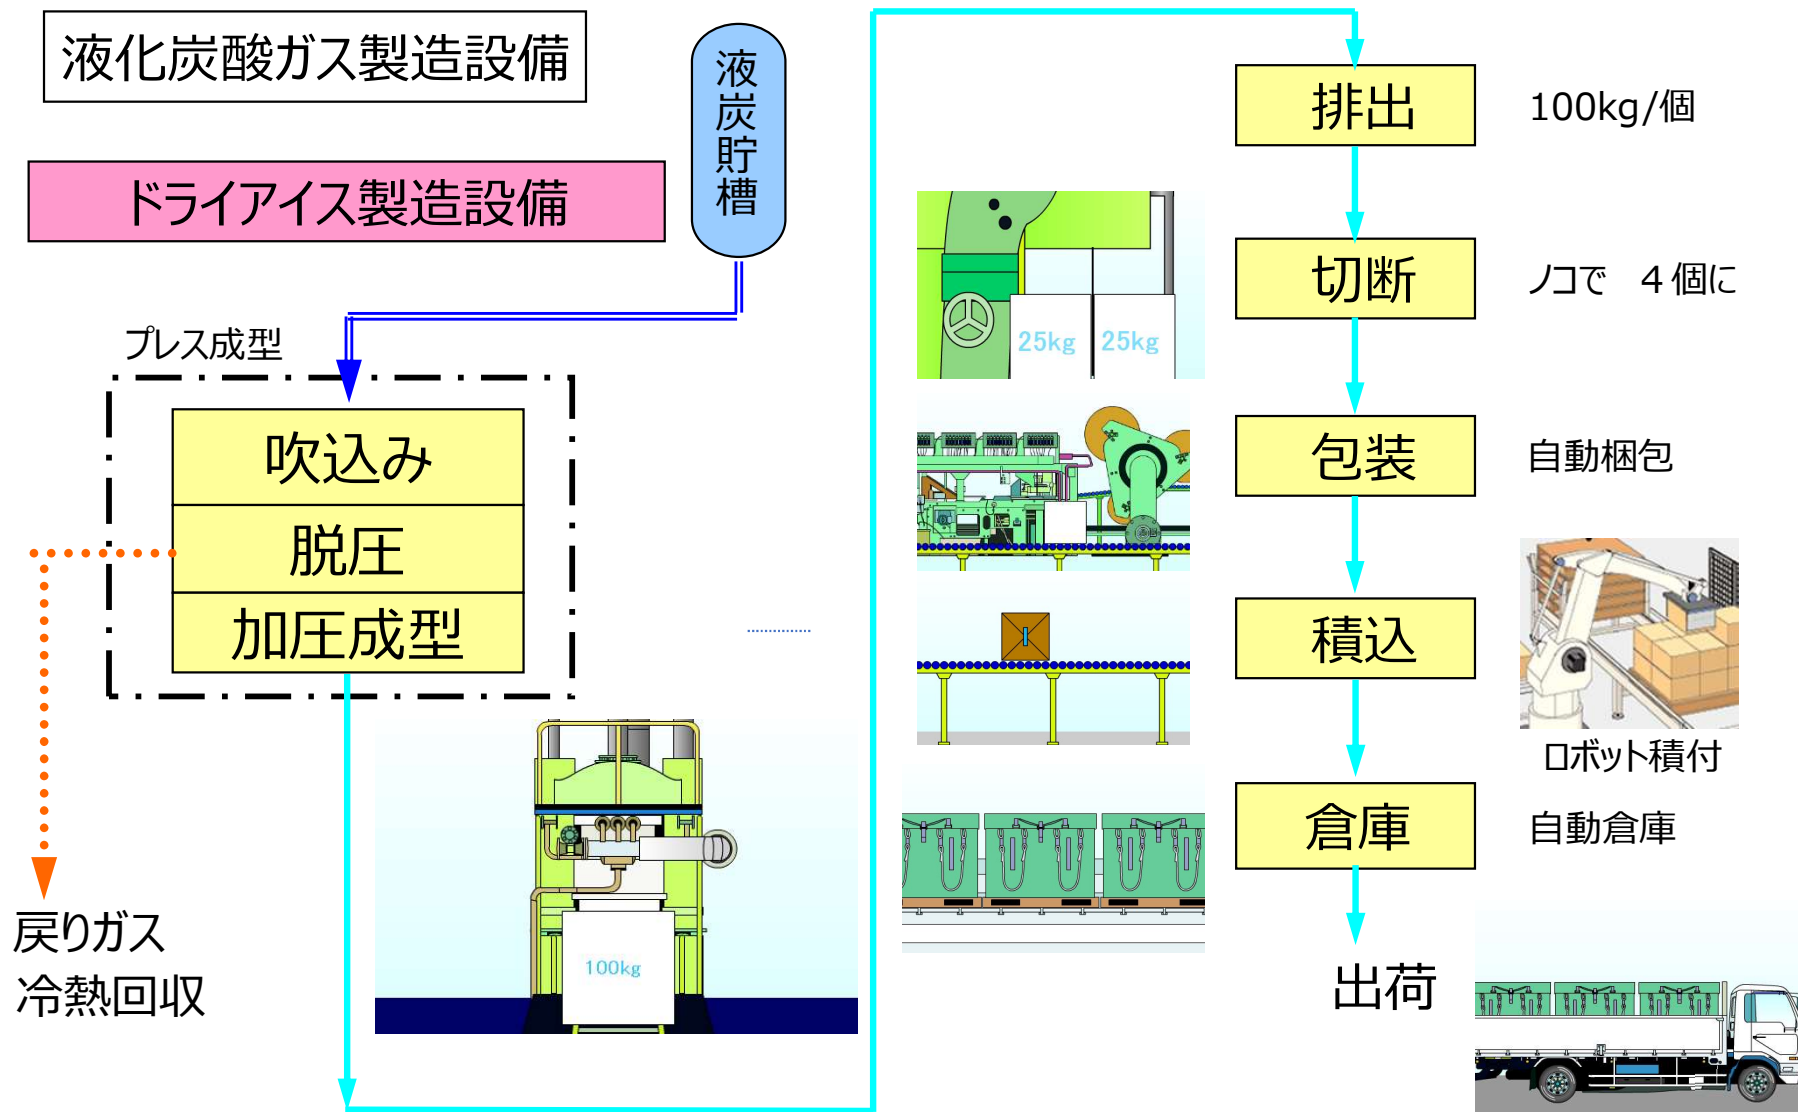 液化炭酸ガス製造設備
液炭貯槽
ドライアイス製造設備
プレス成型
吹込み
脱圧
加圧成型
戻りガス
冷熱回収
100kg
排出
100kg/個
切断
ノコで　４個に
25kg
25kg
包装
自動梱包
積込
ロボット積付
倉庫
自動倉庫
出荷